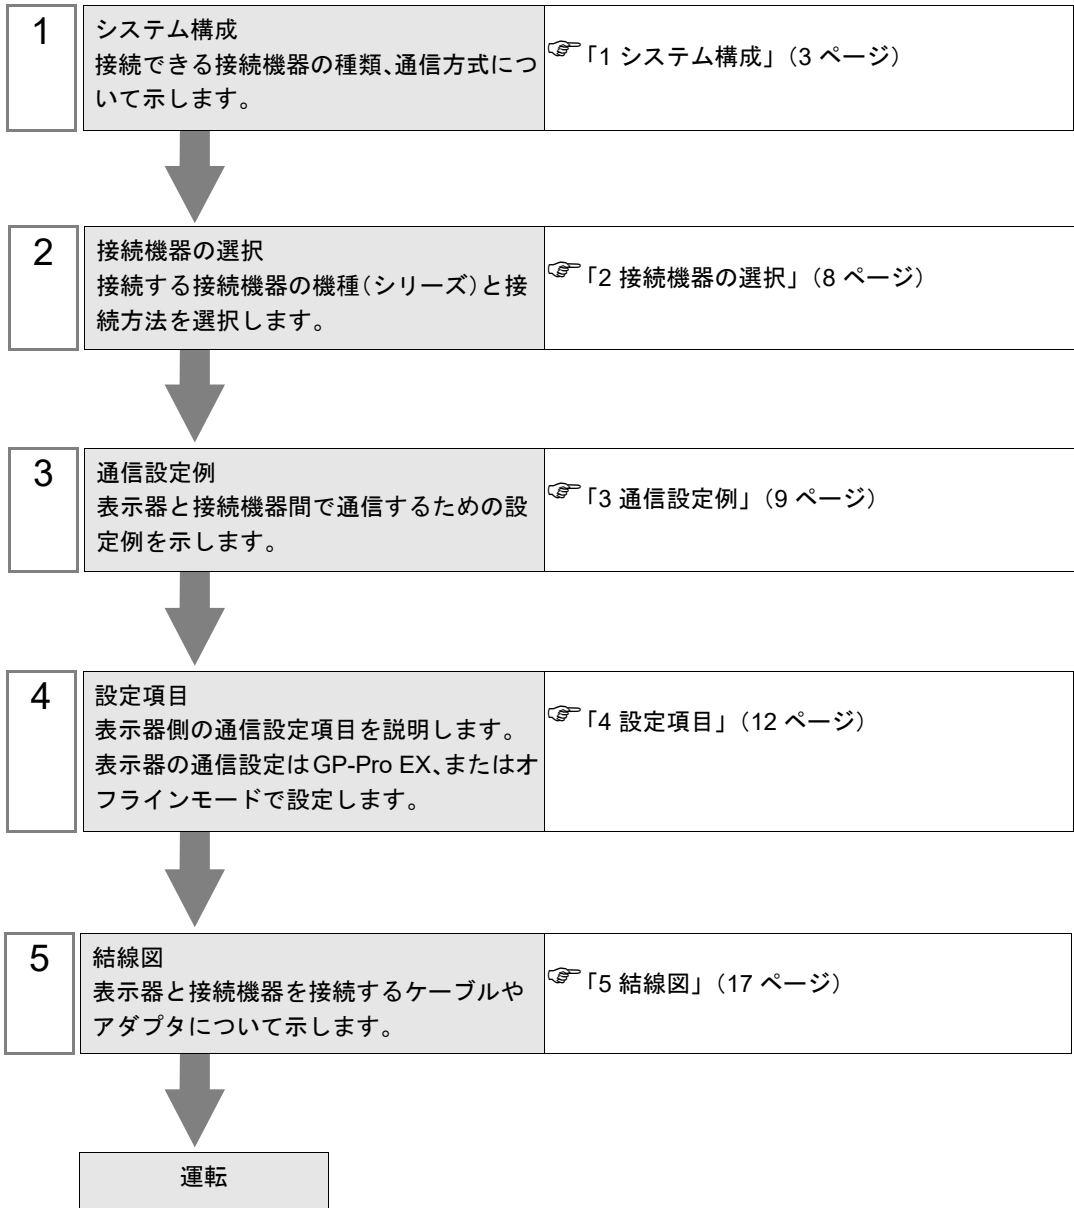 1
システム構成
接続できる接続機器の種類、通信方式につ
いて示します。
☞「1 システム構成」（3 ページ）
2
接続機器の選択
接続する接続機器の機種（シリーズ）と接
続方法を選択します。
☞「2 接続機器の選択」（8 ページ）
3
通信設定例
表示器と接続機器間で通信するための設
定例を示します。
☞「3 通信設定例」（9 ページ）
4
設定項目
表示器側の通信設定項目を説明します。
表示器の通信設定はGP-Pro EX、またはオ
フラインモードで設定します。
☞「4 設定項目」（12 ページ）
5
結線図
表示器と接続機器を接続するケーブルや
アダプタについて示します。
☞「5 結線図」（17 ページ）
運転